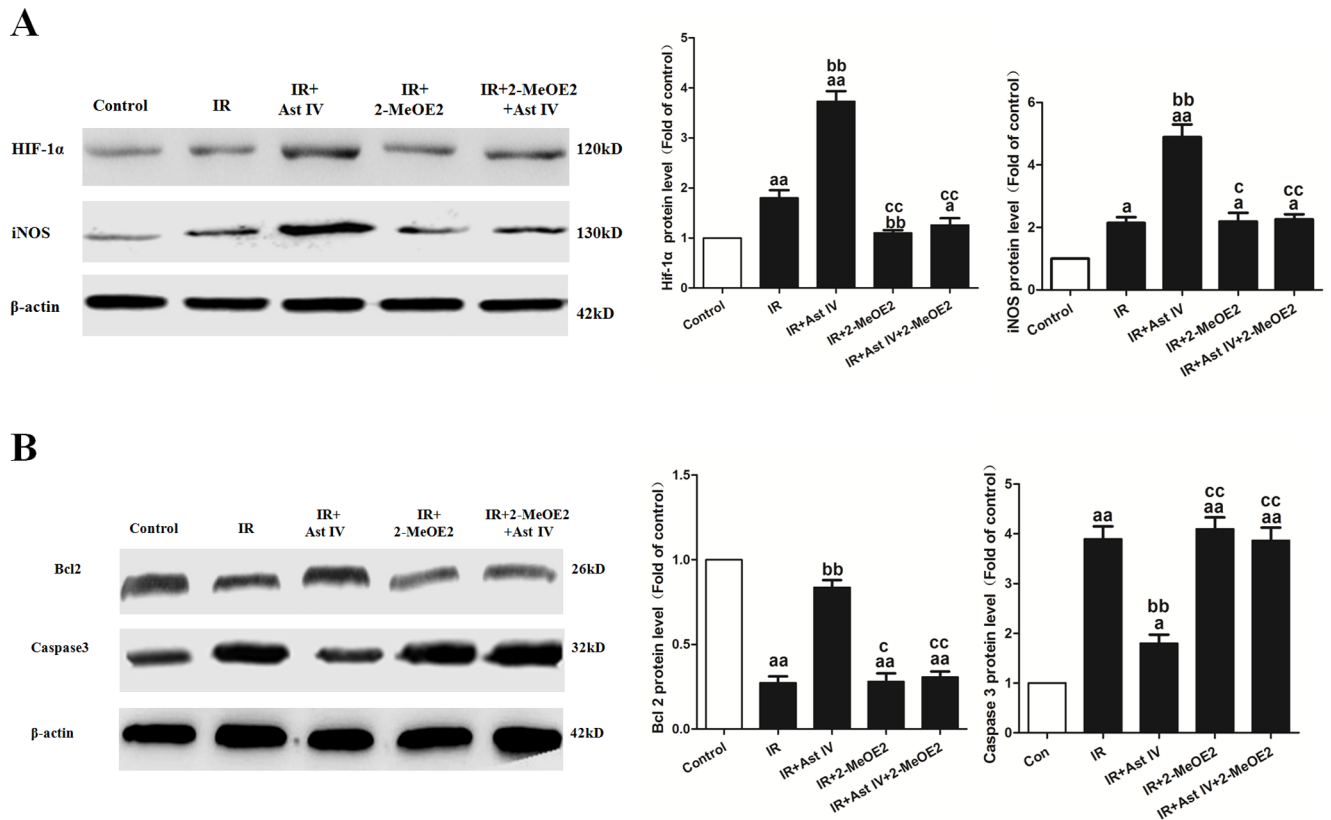 A
Control
IR
IR+
Ast IV
IR+
2-MeOE2
IR+2-MeOE2
+Ast IV
HIF-1α
120kD
iNOS
130kD
β-actin
42kD
Hif-1α protein level（Fold of control）
5
4
3
2
1
0
aa
bb
aa
cc
bb
cc
a
Control
IR
IR+Ast IV
IR+2-MeOE2
IR+Ast IV+2-MeOE2
iNOS protein level（Fold of control）
6
4
2
0
a
bb
aa
c
a
cc
a
Control
IR
IR+Ast IV
IR+2-MeOE2
IR+Ast IV+2-MeOE2
B
Control
IR
IR+
Ast IV
IR+
2-MeOE2
IR+2-MeOE2
+Ast IV
Bcl2
26kD
Caspase3
32kD
β-actin
42kD
Bcl 2 protein level（Fold of control）
1.5
1.0
0.5
0.0
aa
bb
c
aa
cc
aa
Control
IR
IR+Ast IV
IR+2-MeOE2
IR+Ast IV+2-MeOE2
Caspase 3 protein level（Fold of control）
5
4
3
2
1
0
aa
bb
a
cc
aa
cc
aa
Con
IR
IR+Ast IV
IR+2-MeOE2
IR+Ast IV+2-MeOE2